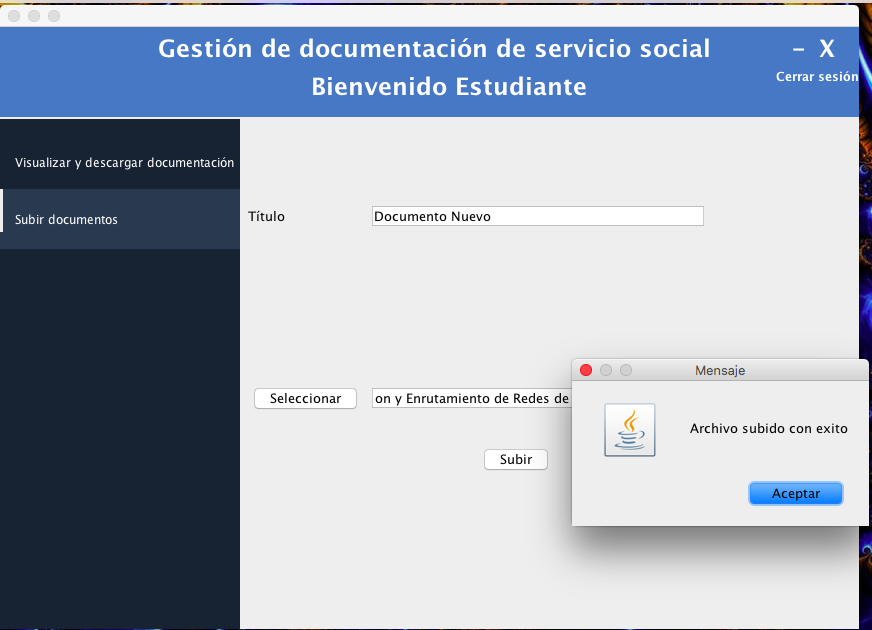 Gestión de documentación de servicio social
– X
Bienvenido Estudiante
Cerrar sesión
Visualizar y descargar documentación
Subir documentos
Título
Documento Nuevo
Seleccionar
on y Enrutamiento de Redes de
Subir
Mensaje
Archivo subido con exito
Aceptar